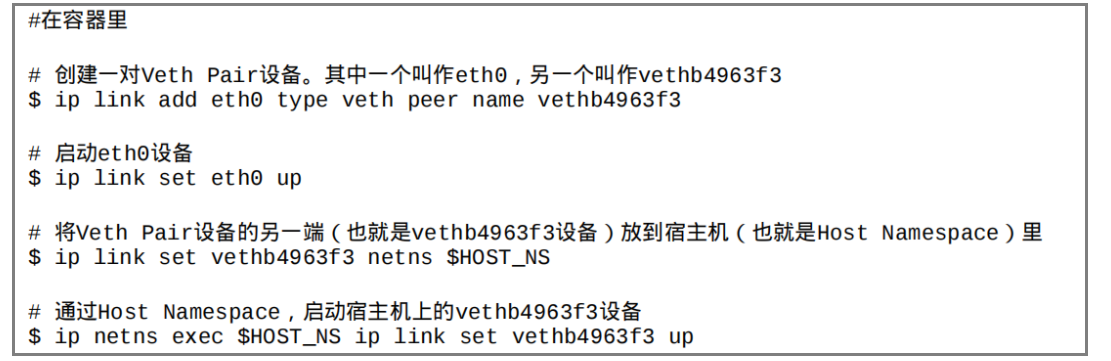 #在容器里
# 创建一对Veth Pair设备。其中一个叫作eth0，另一个叫作vethb4963f3
$ ip link add eth0 type veth peer name vethb4963f3
# 启动eth0设备
$ ip link set eth0 up
# 将Veth Pair设备的另一端（也就是vethb4963f3设备）放到宿主机（也就是Host Namespace）里
$ ip link set vethb4963f3 netns $HOST_NS
# 通过Host Namespace，启动宿主机上的vethb4963f3设备
$ ip netns exec $HOST_NS ip link set vethb4963f3 up